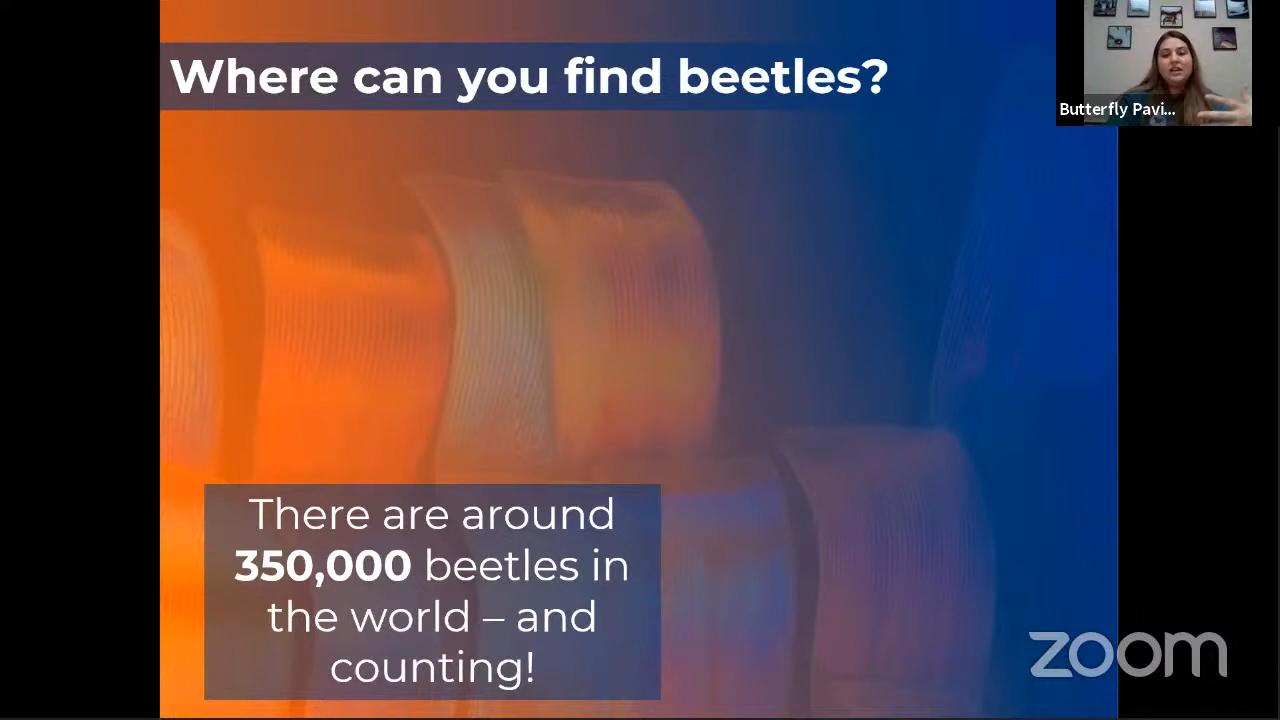 Where can you find beetles?
Butterfly Pavi...
There are around
350,000 beetles in
the world – and
counting!
zoom